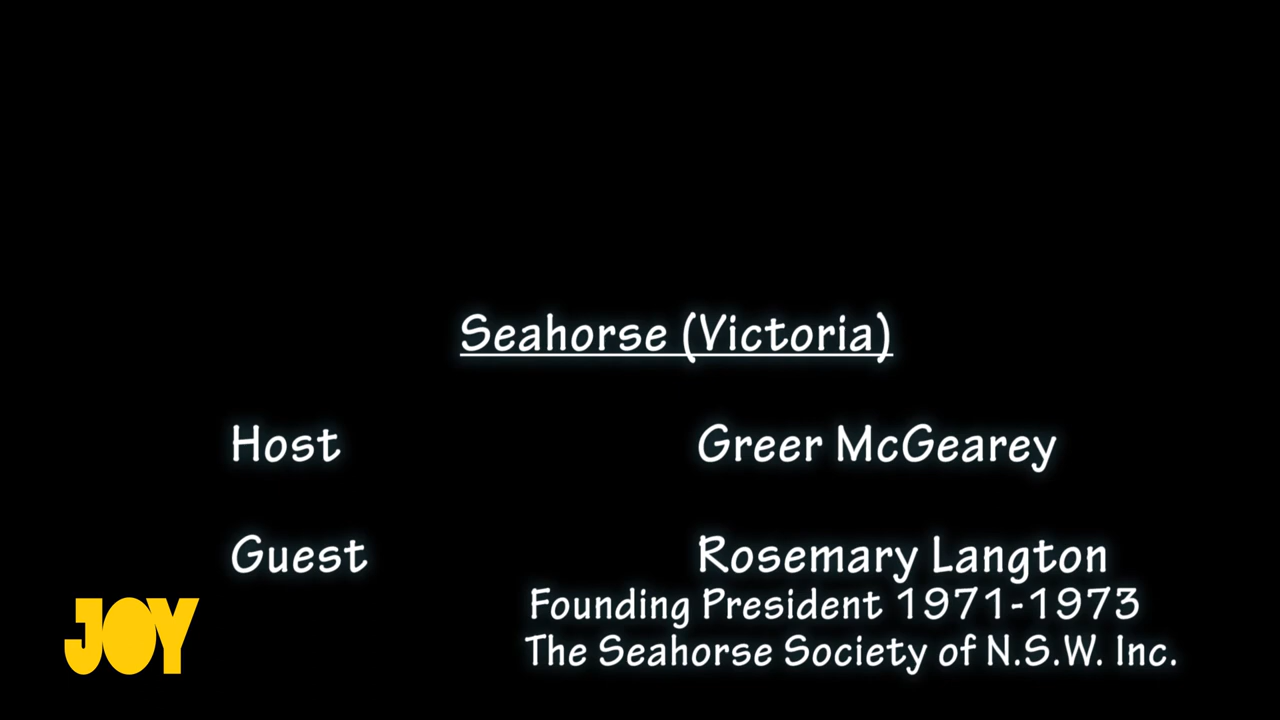 Seahorse (Victoria)
Host Greer McGearey
Guest Rosemary Langton
Founding President 1971-1973
The Seahorse Society of N.S.W. Inc.
JOY